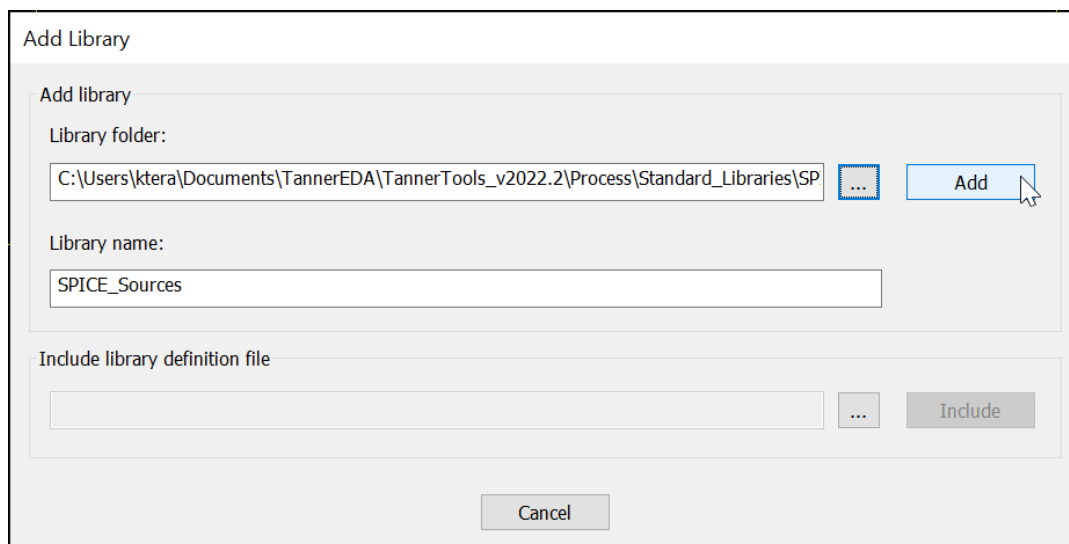 Add Library
Add library
Library folder:
C:\Users\ktera\Documents\TannerEDA\TannerTools_v2022.2\Process\Standard_Libraries\SP
... Add
Library name:
SPICE_Sources
Include library definition file
... Include
Cancel